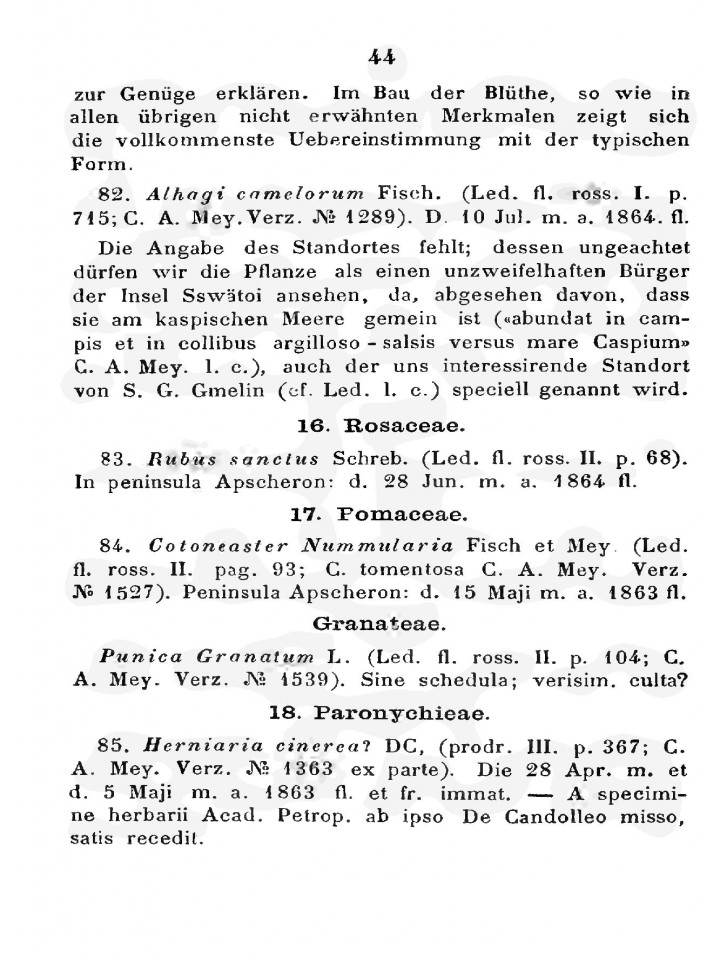 44
zur Genüge erklären. Im Bau der Blüthe, so wie in
allen übrigen nicht erwähnten Merkmalen zeigt sich
die vollkommenste Uebereinstimmung mit der typischen
Form.
82. Alhagi camelorum Fisch. (Led. fl. ross. I. p.
715; C. A. Mey. Verz. № 1289). D. 10 Jul. m. a. 1864. fl.
Die Angabe des Standortes fehlt; dessen ungeachtet
dürfen wir die Pflanze als einen unzweifelhaften Bürger
der Insel Sswätoi ansehen, da, abgesehen davon, dass
sie am kaspischen Meere gemein ist («abundat in cam-
pis et in collibus argilloso-salsis versus mare Caspium»
C. A. Mey. l. c.), auch der uns interessirende Standort
von S. G. Gmelin (cf. Led. l. c.) speciell genannt wird.
16. Rosaceae.
83. Rubus sanctus Schreb. (Led. fl. ross. II. p. 68).
In peninsula Apscheron: d. 28 Jun. m. a. 1864 fl.
17. Pomaceae.
84. Cotoneaster Nummularia Fisch et Mey. (Led.
fl. ross. II. pag. 93; C. tomentosa C. A. Mey. Verz.
№ 1527). Peninsula Apscheron: d. 15 Maji m. a. 1863 fl.
Granateae.
Punica Granatum L. (Led. fl. ross. II. p. 104; C.
A. Mey. Verz. № 1539). Sine schedula; verisim. culta?
18. Paronychieae.
85. Herniaria cinerea? DC, (prodr. III. p. 367; C.
A. Mey. Verz. № 1363 ex parte). Die 28 Apr. m. et
d. 5 Maji m. a. 1863 fl. et fr. immat. — A specimi-
ne herbarii Acad. Petrop. ab ipso De Candolleo misso,
satis recedit.